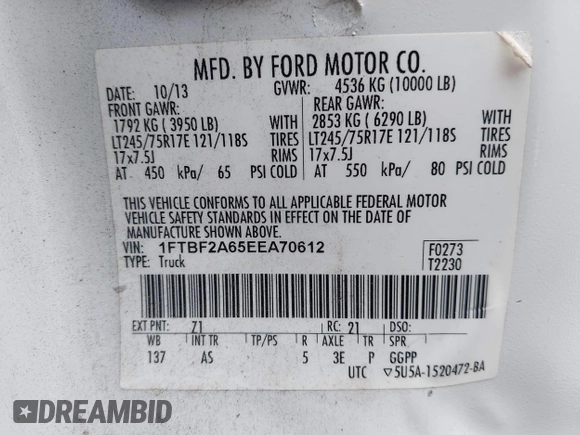 MFD. BY FORD MOTOR CO.
DATE: 10/13 GVWR: 4536 KG (10000 LB)
FRONT GAWR: REAR GAWR:
1792 KG ( 3950 LB) WITH 2853 KG ( 6290 LB) WITH
LT245/75R17E 121/118S TIRES LT245/75R17E 121/118S TIRES
17x7.5J RIMS 17x7.5J RIMS
AT 450 kPa/ 65 PSI COLD AT 550 kPa/ 80 PSI COLD
THIS VEHICLE CONFORMS TO ALL APPLICABLE FEDERAL MOTOR
VEHICLE SAFETY STANDARDS IN EFFECT ON THE DATE OF
MANUFACTURE SHOWN ABOVE.
VIN: 1FTBF2A65EEA70612 F0273
TYPE: Truck T2230
EXT PNT: Z1 RC: 21 DSO:
WB INT TR TP/PS R AXLE TR SPR
137 AS 5 3E P GGPP
UTC ▽5U5A-1520472-BA
DREAMBID